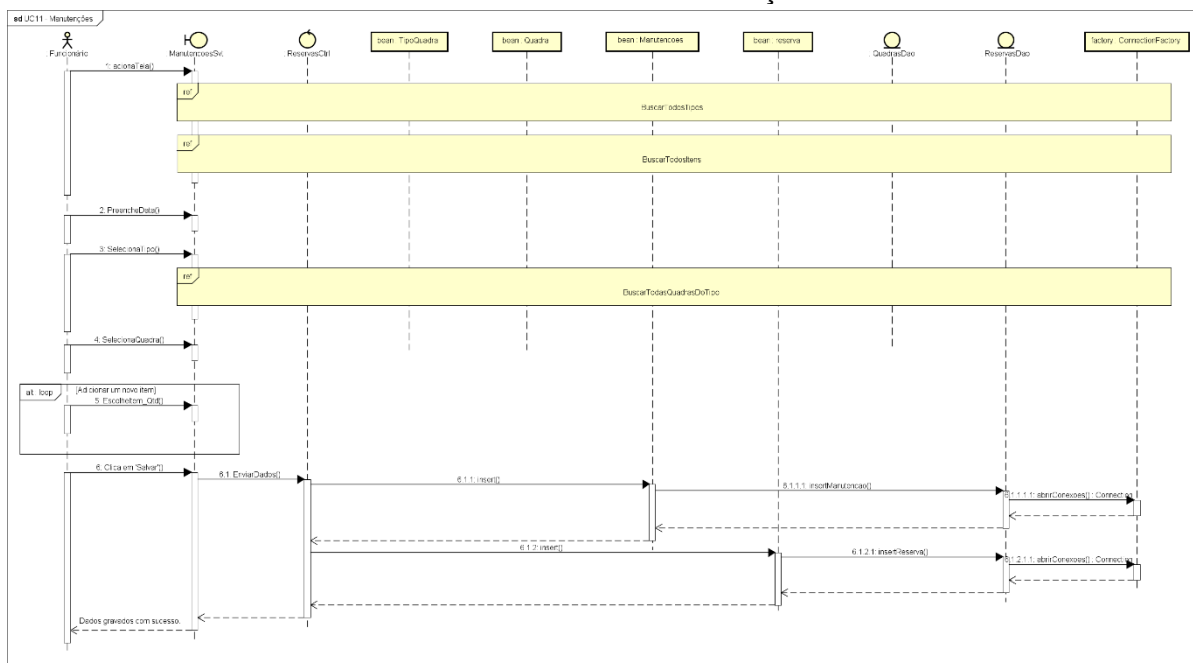 sd UC11 - Manutenções
Funcionário
ManutencoesSvt
ReservasCtrl
bean : TipoQuadra
bean : Quadra
bean : Manutencoes
bean : reserva
QuadrasDao
ReservasDao
factory : ConnectionFactory
1: acionaTela()
ref
BuscarTodosTipos
ref
BuscarTodosItens
2: PreencheData()
3: SelecionaTipo()
ref
BuscarTodasQuadrasDoTipo
4: SelecionaQuadra()
alt : loop
[Adicionar um novo item]
5: EscolheItem_Qtd()
6: Clica em 'Salvar'()
6.1: EnviarDados()
6.1.1: insert()
6.1.1.1: insertManutencao()
6.1.1.1.1: abrirConexoes() : Connection
6.1.2: insert()
6.1.2.1: insertReserva()
6.1.2.1.1: abrirConexoes() : Connection
Dados gravados com sucesso.